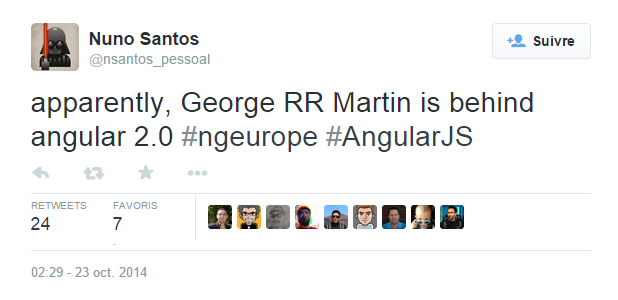 Nuno Santos
@nsantos_pessoal
Suivre
apparently, George RR Martin is behind
angular 2.0 #ngeurope #AngularJS
RETWEETS
FAVORIS
24
7
02:29 - 23 oct. 2014